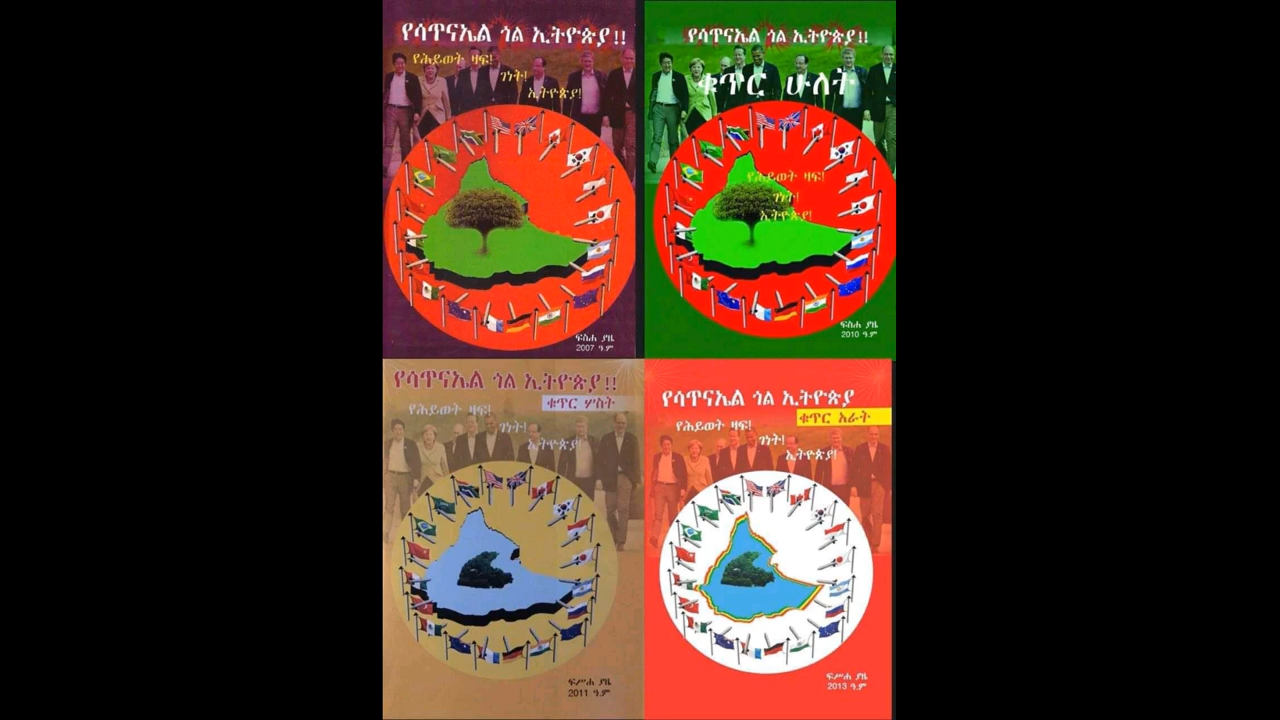 የሳጥናኤል ጎል ኢትዮጵያ!!
የሕይወት ዛፍ!
ገነት!
ኢትዮጵያ!
ፍስሐ ያዜ
2007 ዓ.ም
የሳጥናኤል ጎል ኢትዮጵያ!!
ቁጥር ሁለት
የሕይወት ዛፍ!
ገነት!
ኢትዮጵያ!
ፍስሐ ያዜ
2010 ዓ.ም
የሳጥናኤል ጎል ኢትዮጵያ!!
ቁጥር ሦስት
የሕይወት ዛፍ!
ገነት!
ኢትዮጵያ!
ፍሥሐ ያዜ
2011 ዓ.ም
የሳጥናኤል ጎል ኢትዮጵያ
ቁጥር አራት
የሕይወት ዛፍ!
ገነት!
ኢትዮጵያ!
ፍሥሐ ያዜ
2013 ዓ.ም